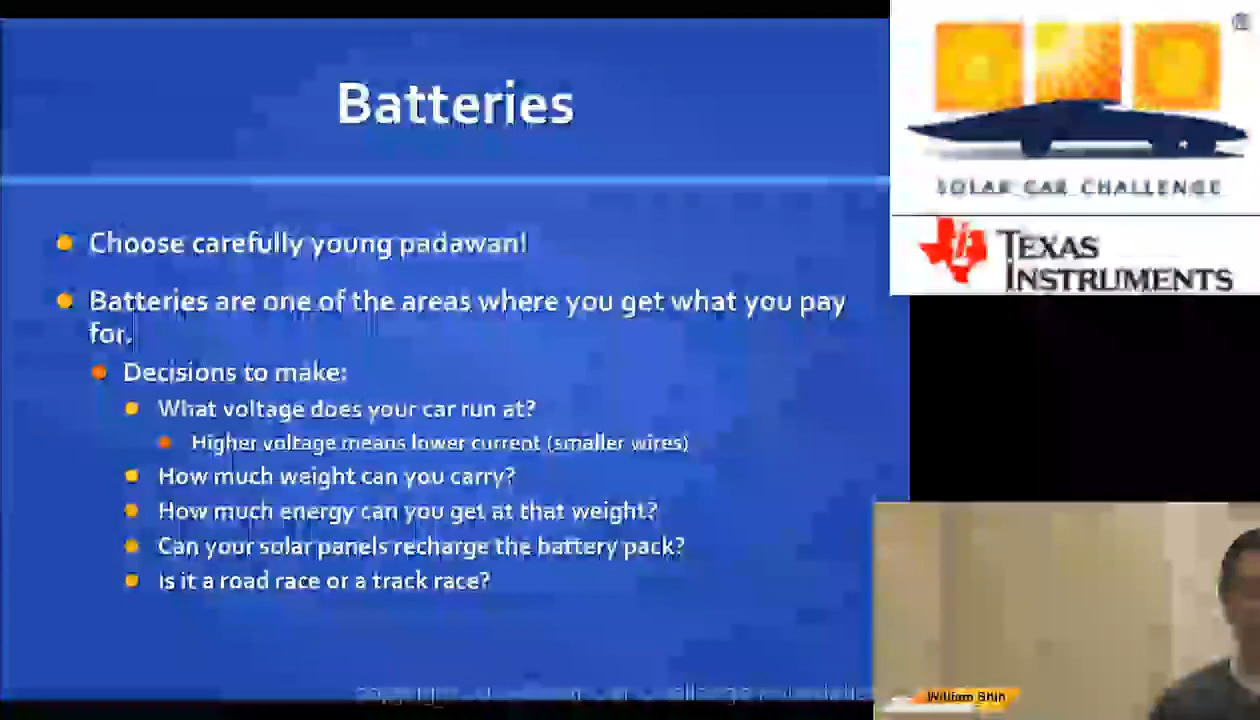 Batteries
Choose carefully young padawan!
Batteries are one of the areas where you get what you pay
for.
Decisions to make:
What voltage does your car run at?
Higher voltage means lower current (smaller wires)
How much weight can you carry?
How much energy can you get at that weight?
Can your solar panels recharge the battery pack?
Is it a road race or a track race?
®
SOLAR CAR CHALLENGE
TEXAS
INSTRUMENTS
William